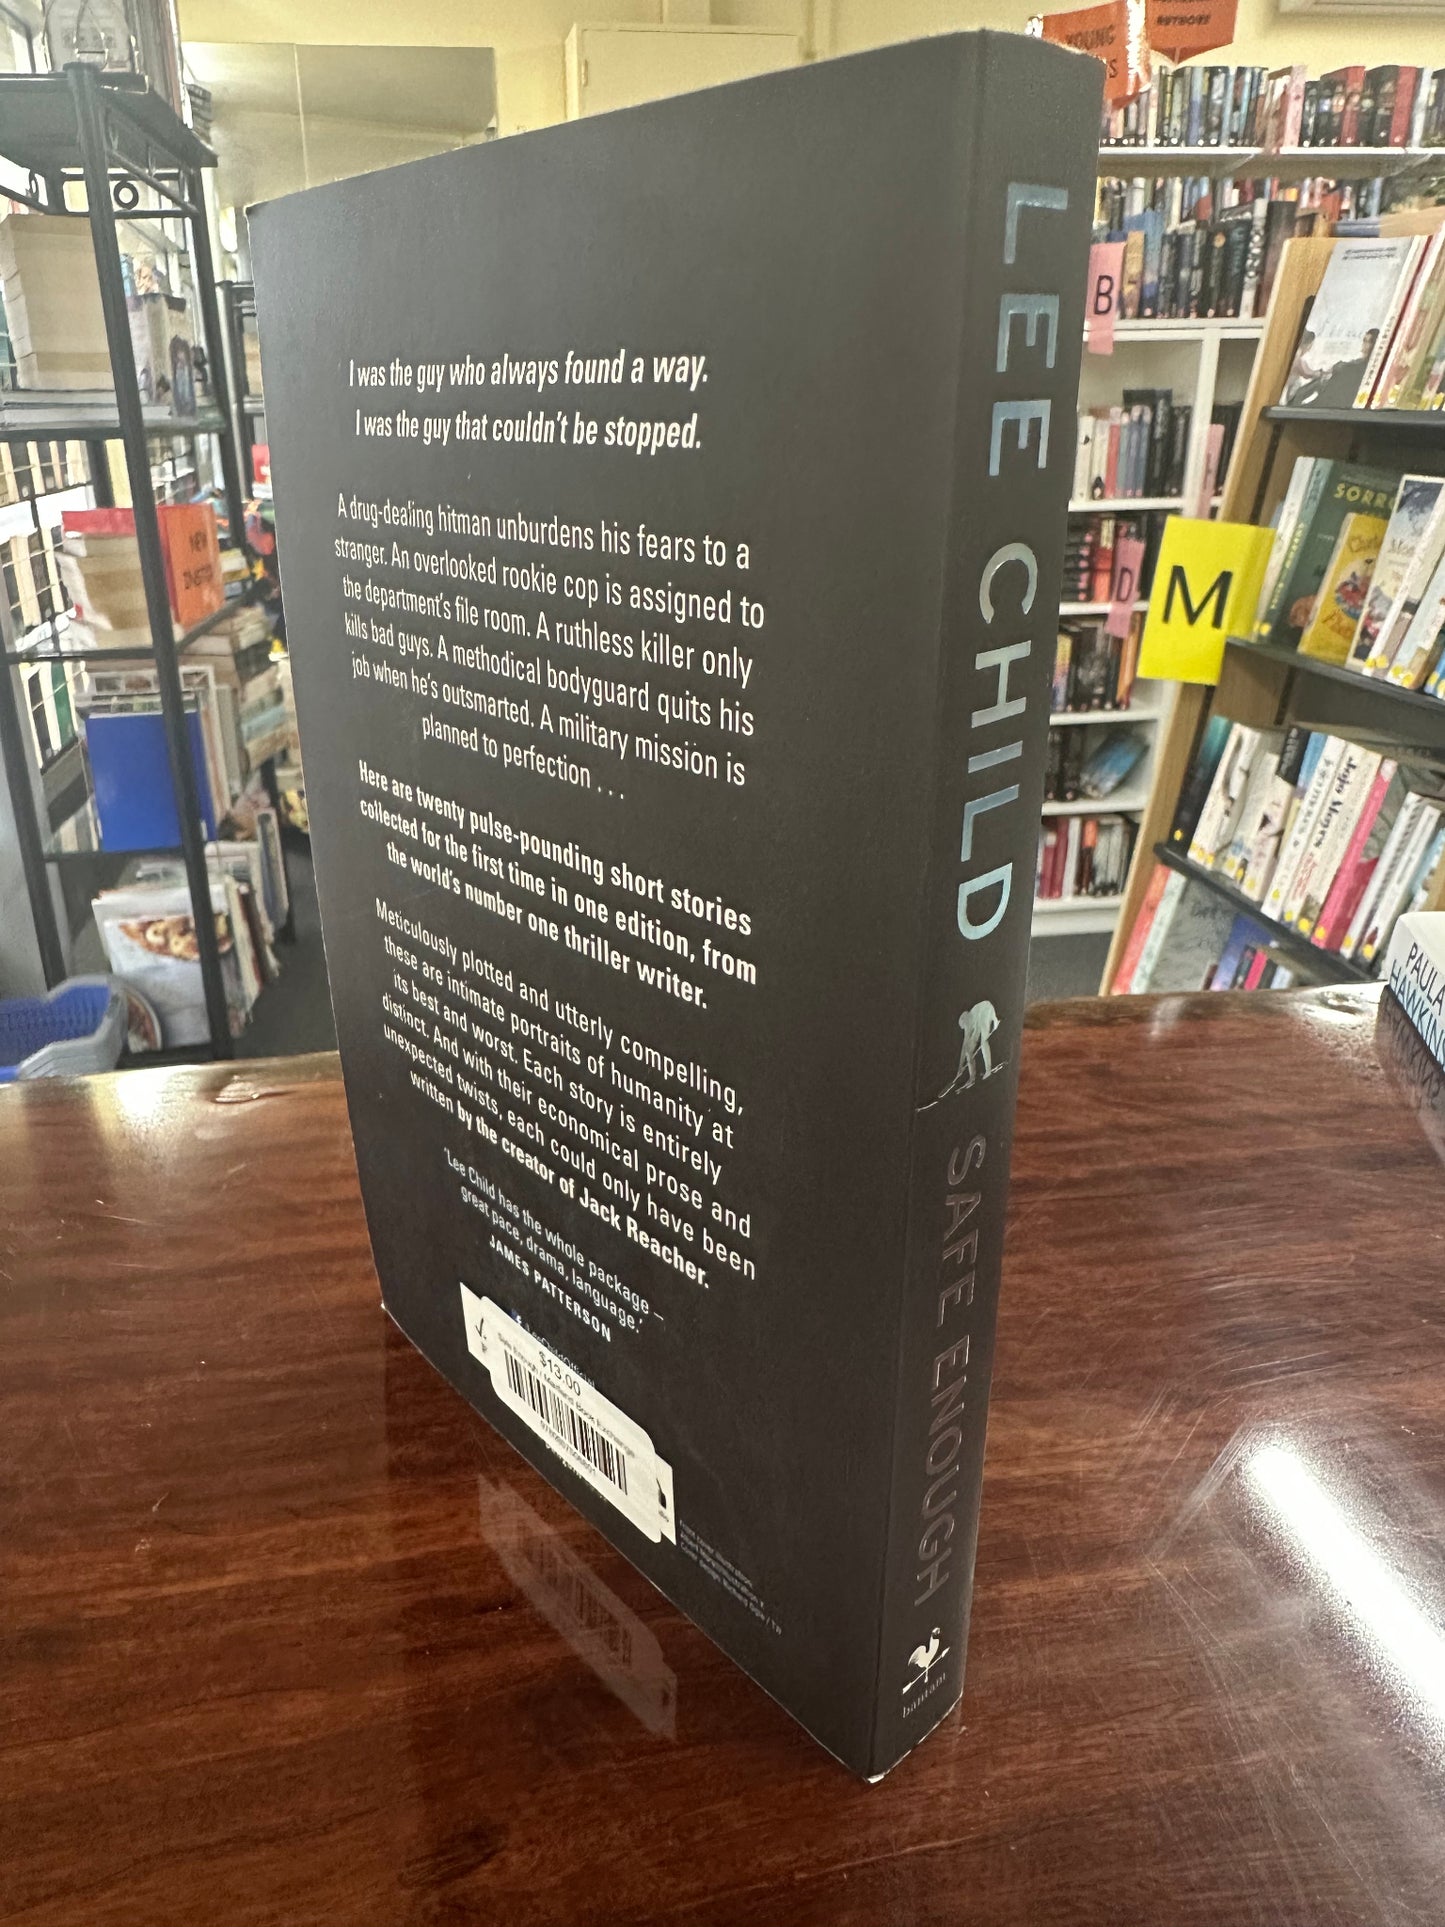 I was the guy who always found a way.
I was the guy that couldn't be stopped.
A drug-dealing hitman unburdens his fears to a
stranger. An overlooked rookie cop is assigned to
the department's file room. A ruthless killer only
kills bad guys. A methodical bodyguard quits his
job when he's outsmarted. A military mission is
planned to perfection . . .
Here are twenty pulse-pounding short stories
collected for the first time in one edition, from
the world's number one thriller writer.
Meticulously plotted and utterly compelling,
these are intimate portraits of humanity at
its best and worst. Each story is entirely
distinct. And with their economical prose and
unexpected twists, each could only have been
written by the creator of Jack Reacher.
'Lee Child has the whole package –
great pace, drama, language.'
JAMES PATTERSON
$13.00
Book Exchange
LEE CHILD
SAFE ENOUGH
bantam
YOUNG
B
D
M
NEW
SORR
Jojo Moyes
PAULA
HAWKINS